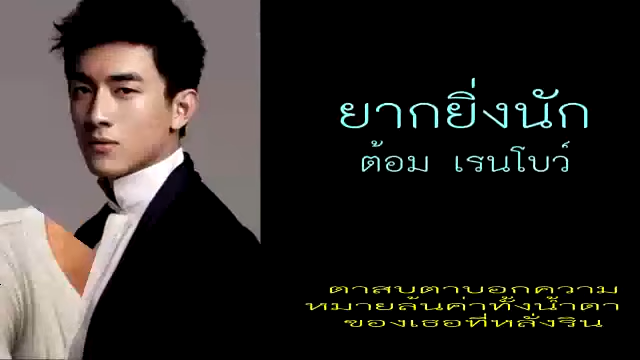 ยากยิ่งนัก
ต้อม เรนโบว์
ตาสบตาบอกความ
หมายล้นค่าทั้งน้ำตา
ของเธอที่หลั่งริน